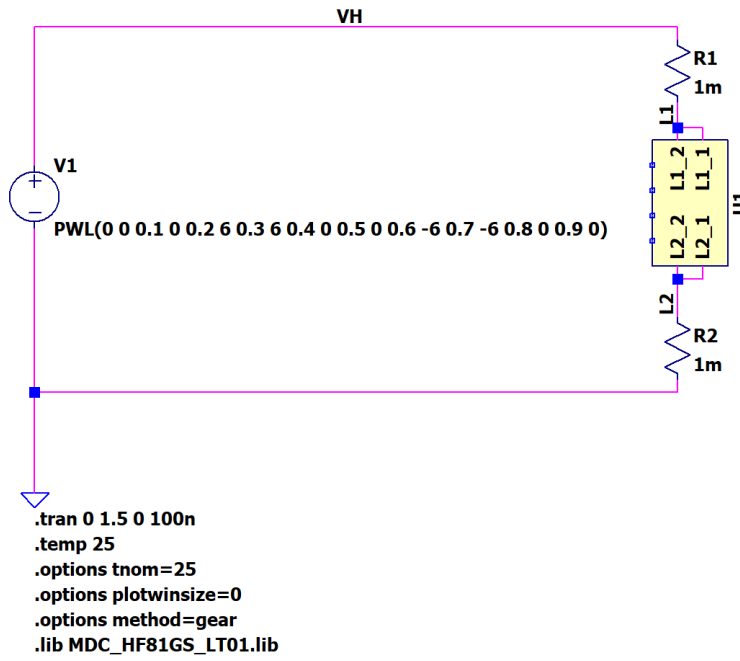 VH
R1
1m
L1
V1
L1_2
L1_1
U1
PWL(0 0 0.1 0 0.2 6 0.3 6 0.4 0 0.5 0 0.6 -6 0.7 -6 0.8 0 0.9 0)
L2_2
L2_1
L2
R2
1m
.tran 0 1.5 0 100n
.temp 25
.options tnom=25
.options plotwinsize=0
.options method=gear
.lib MDC_HF81GS_LT01.lib